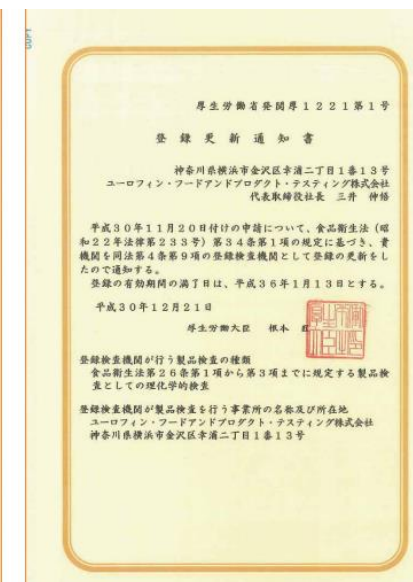 COPY
厚生労働省発関厚1221第1号
登録更新通知書
神奈川県横浜市金沢区幸浦二丁目1番13号
ユーロフィン・フードアンドプロダクト・テスティング株式会社
代表取締役社長 三井 伸悟
平成30年11月20日付けの申請について、食品衛生法（昭
和22年法律第233号）第34条第1項の規定に基づき、貴
機関を同法第4条第9項の登録検査機関として登録の更新をし
たので通知する。
登録の有効期間の満了日は、平成36年1月13日とする。
平成30年12月21日
厚生労働大臣 根本
登録検査機関が行う製品検査の種類
食品衛生法第26条第1項から第3項までに規定する製品検
査としての理化学的検査
登録検査機関が製品検査を行う事業所の名称及び所在地
ユーロフィン・フードアンドプロダクト・テスティング株式会社
神奈川県横浜市金沢区幸浦二丁目1番13号